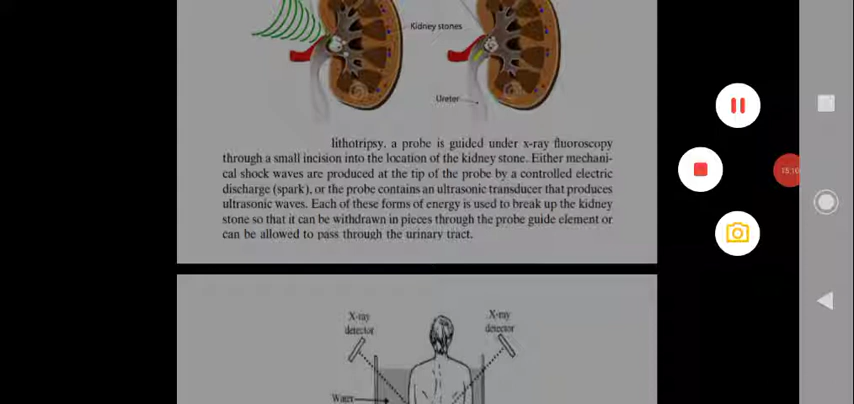 Kidney stones
Ureter
lithotripsy, a probe is guided under x-ray fluoroscopy
through a small incision into the location of the kidney stone. Either mechani-
cal shock waves are produced at the tip of the probe by a controlled electric
discharge (spark), or the probe contains an ultrasonic transducer that produces
ultrasonic waves. Each of these forms of energy is used to break up the kidney
stone so that it can be withdrawn in pieces through the probe guide element or
can be allowed to pass through the urinary tract.
X-ray
detector
X-ray
detector
Water